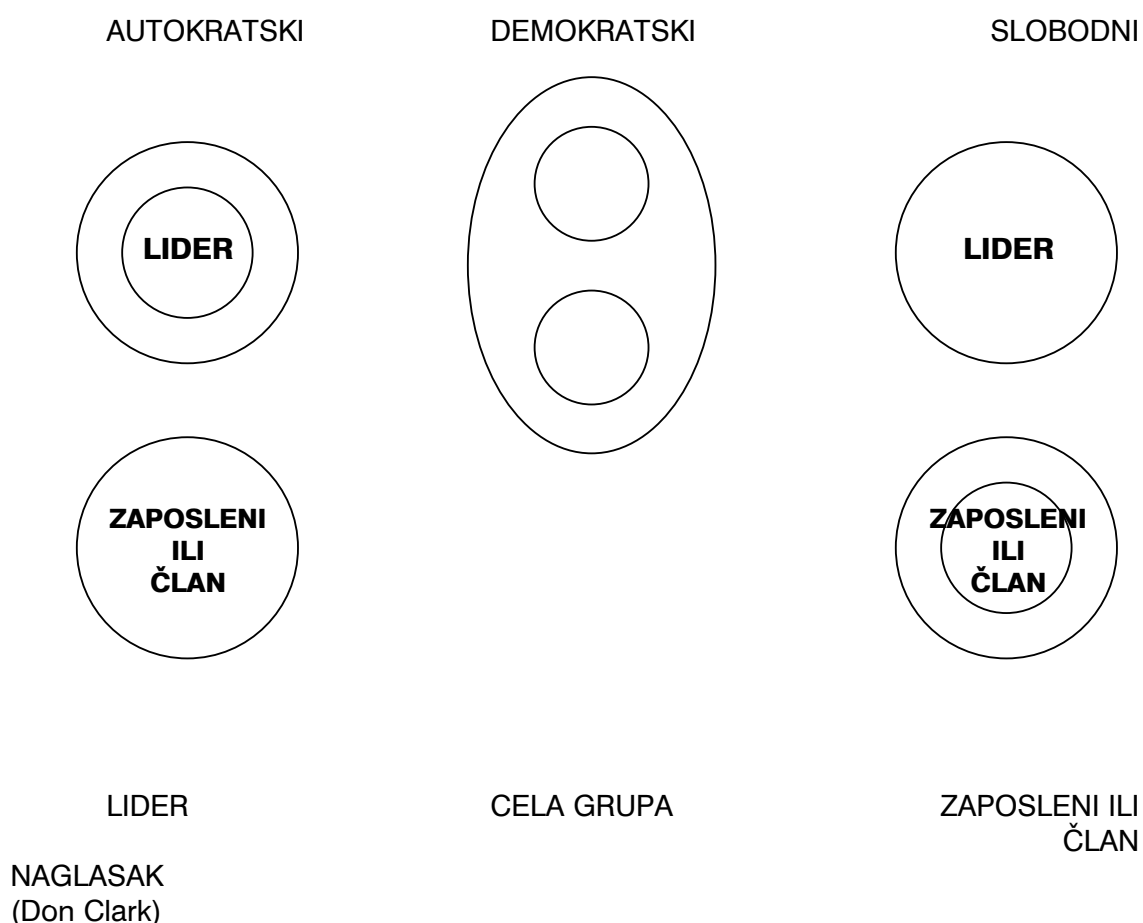 AUTOKRATSKI
DEMOKRATSKI
SLOBODNI
LIDER
LIDER
ZAPOSLENI
ILI
ČLAN
ZAPOSLENI
ILI
ČLAN
LIDER
CELA GRUPA
ZAPOSLENI ILI
ČLAN
NAGLASAK
(Don Clark)